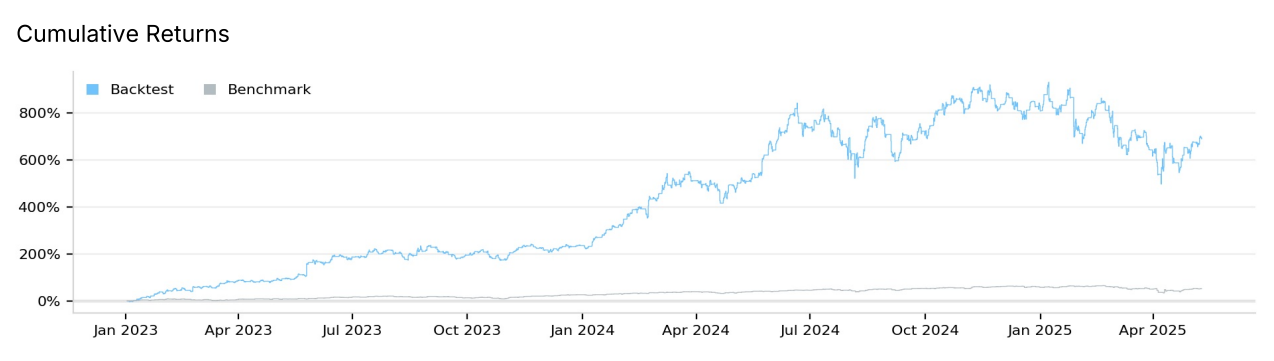 Cumulative Returns
Backtest Benchmark
800%
600%
400%
200%
0%
Jan 2023 Apr 2023 Jul 2023 Oct 2023 Jan 2024 Apr 2024 Jul 2024 Oct 2024 Jan 2025 Apr 2025